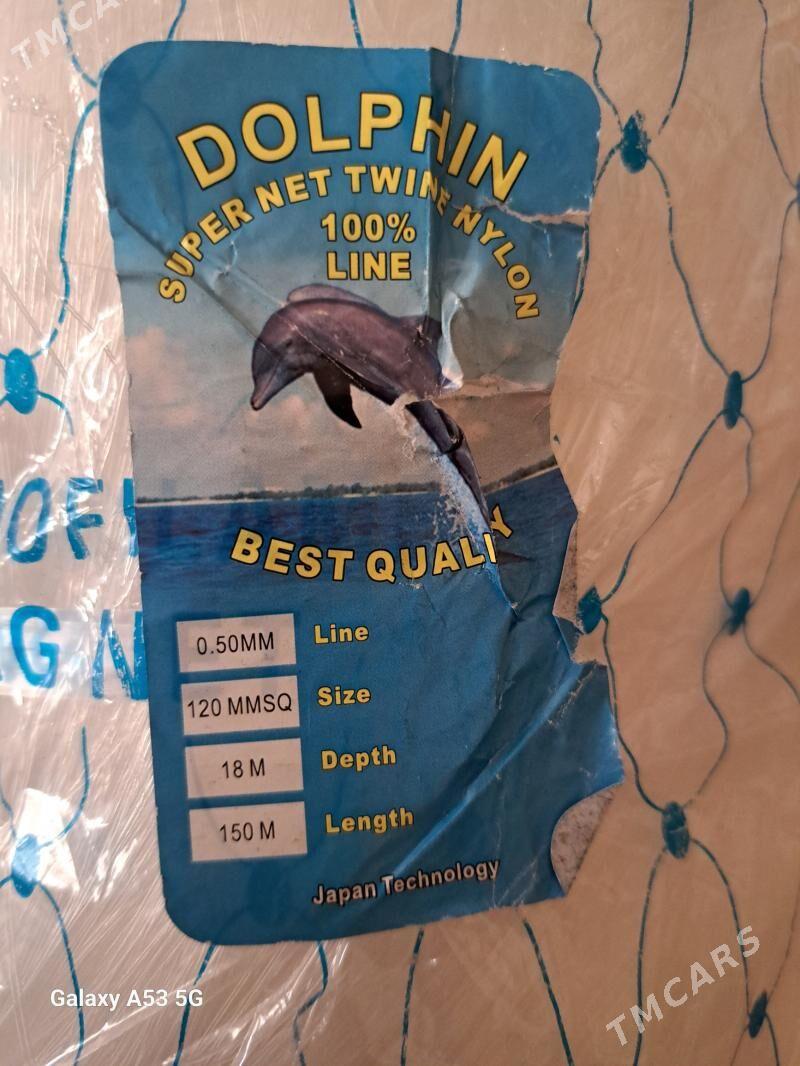 TMCARS
DOLPHIN
SUPER NET TWINE NYLON
100%
LINE
BEST QUALI Y
0.50MM Line
120 MMSQ Size
18 M Depth
150 M Length
Japan Technology
Galaxy A53 5G
TMCARS